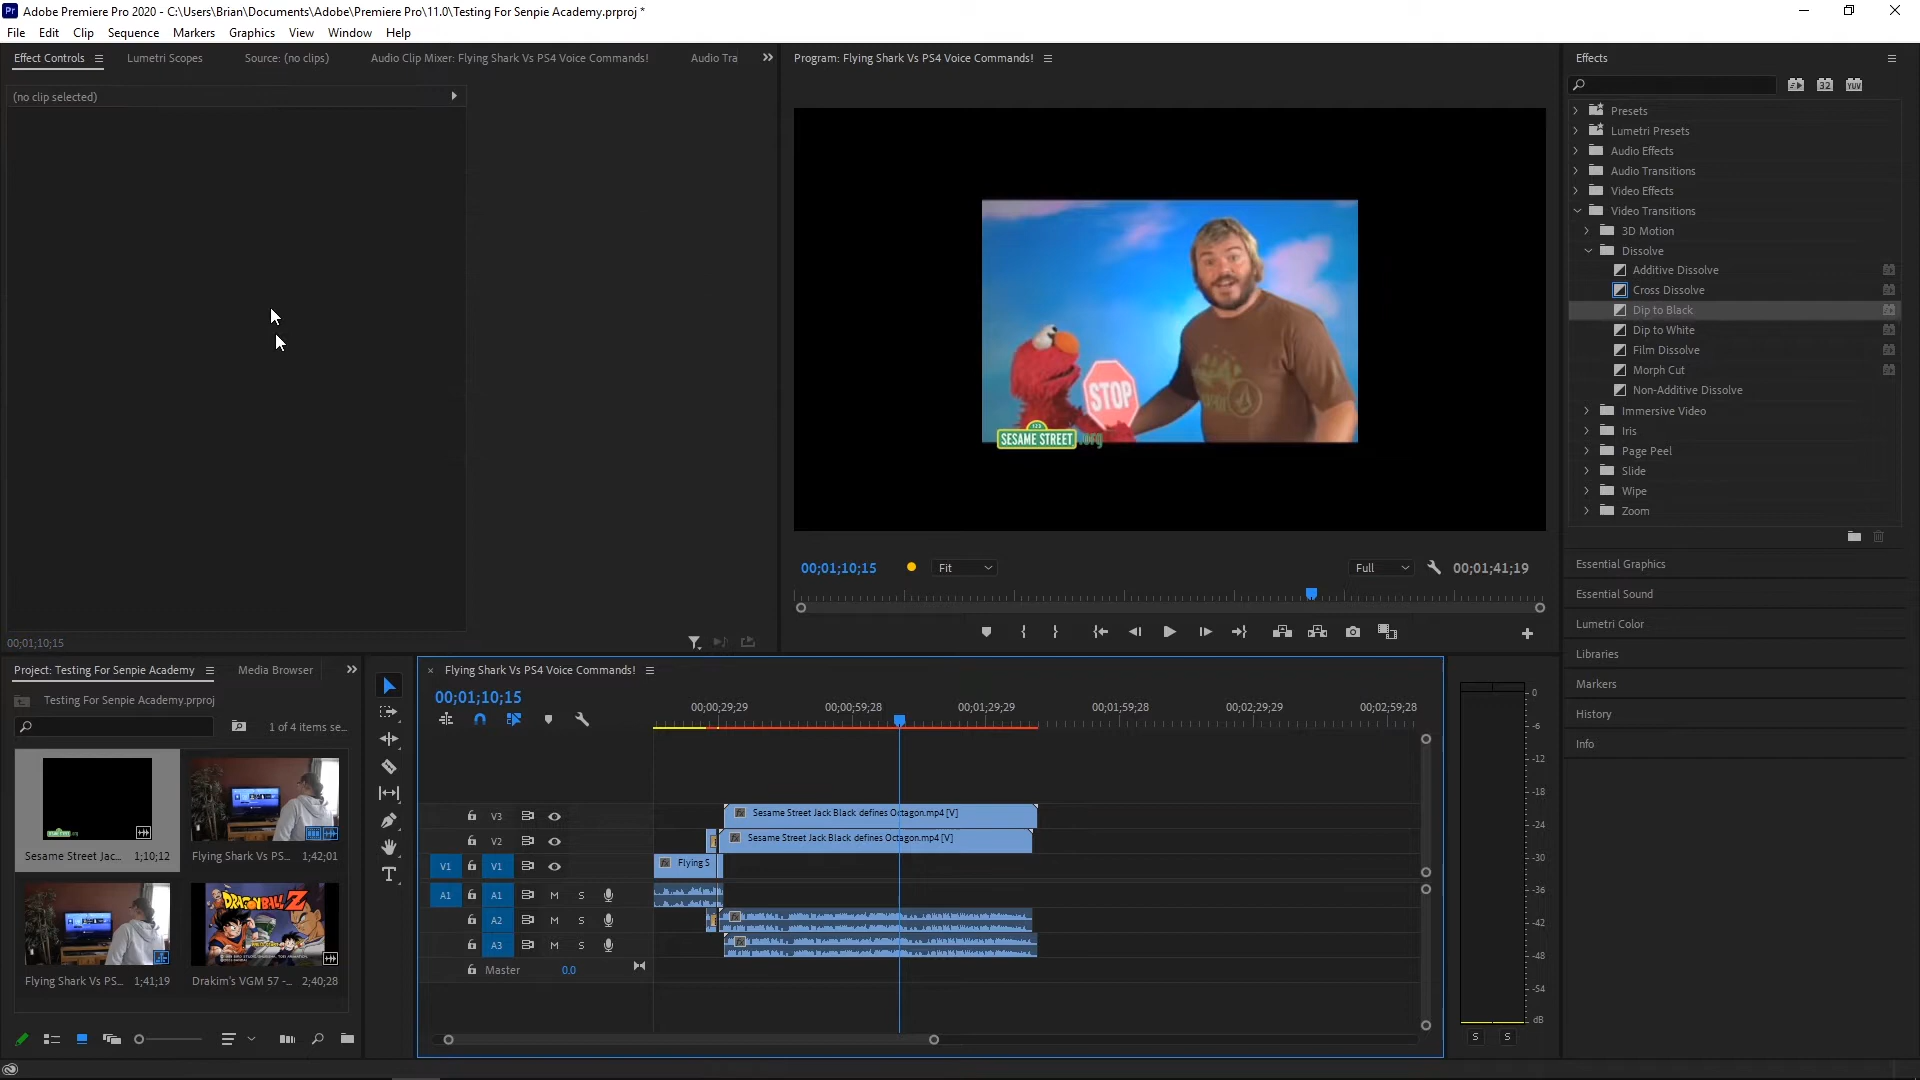 Adobe Premiere Pro 2020 - C:\Users\Brian\Documents\Adobe\Premiere Pro\11.0\Testing For Senpie Academy.prproj *
File Edit Clip Sequence Markers Graphics View Window Help
Effect Controls Lumetri Scopes Source: (no clips) Audio Clip Mixer: Flying Shark Vs PS4 Voice Commands! Audio Tra
(no clip selected)
00;01;10;15
Program: Flying Shark Vs PS4 Voice Commands!
STOP
123
SESAME STREET.org
00;01;10;15 Fit Full 00;01;41;19
Effects
Presets
Lumetri Presets
Audio Effects
Audio Transitions
Video Effects
Video Transitions
3D Motion
Dissolve
Additive Dissolve
Cross Dissolve
Dip to Black
Dip to White
Film Dissolve
Morph Cut
Non-Additive Dissolve
Immersive Video
Iris
Page Peel
Slide
Wipe
Zoom
Essential Graphics
Essential Sound
Lumetri Color
Libraries
Markers
History
Info
Project: Testing For Senpie Academy Media Browser
Testing For Senpie Academy.prproj
1 of 4 items se...
Sesame Street Jac... 1;10;12
Flying Shark Vs PS... 1;42;01
Flying Shark Vs PS... 1;41;19
DRAGONBALL Z
Drakim's VGM 57 -... 2;40;28
Flying Shark Vs PS4 Voice Commands!
00;01;10;15
00;00;29;29 00;00;59;28 00;01;29;29 00;01;59;28 00;02;29;29 00;02;59;28
V3 Sesame Street Jack Black defines Octagon.mp4 [V]
V2 Sesame Street Jack Black defines Octagon.mp4 [V]
V1 V1 Flying S
A1 A1 M S
A2 M S
A3 M S
Master 0.0
0
-6
-12
-18
-24
-30
-36
-42
-48
-54
dB
S S